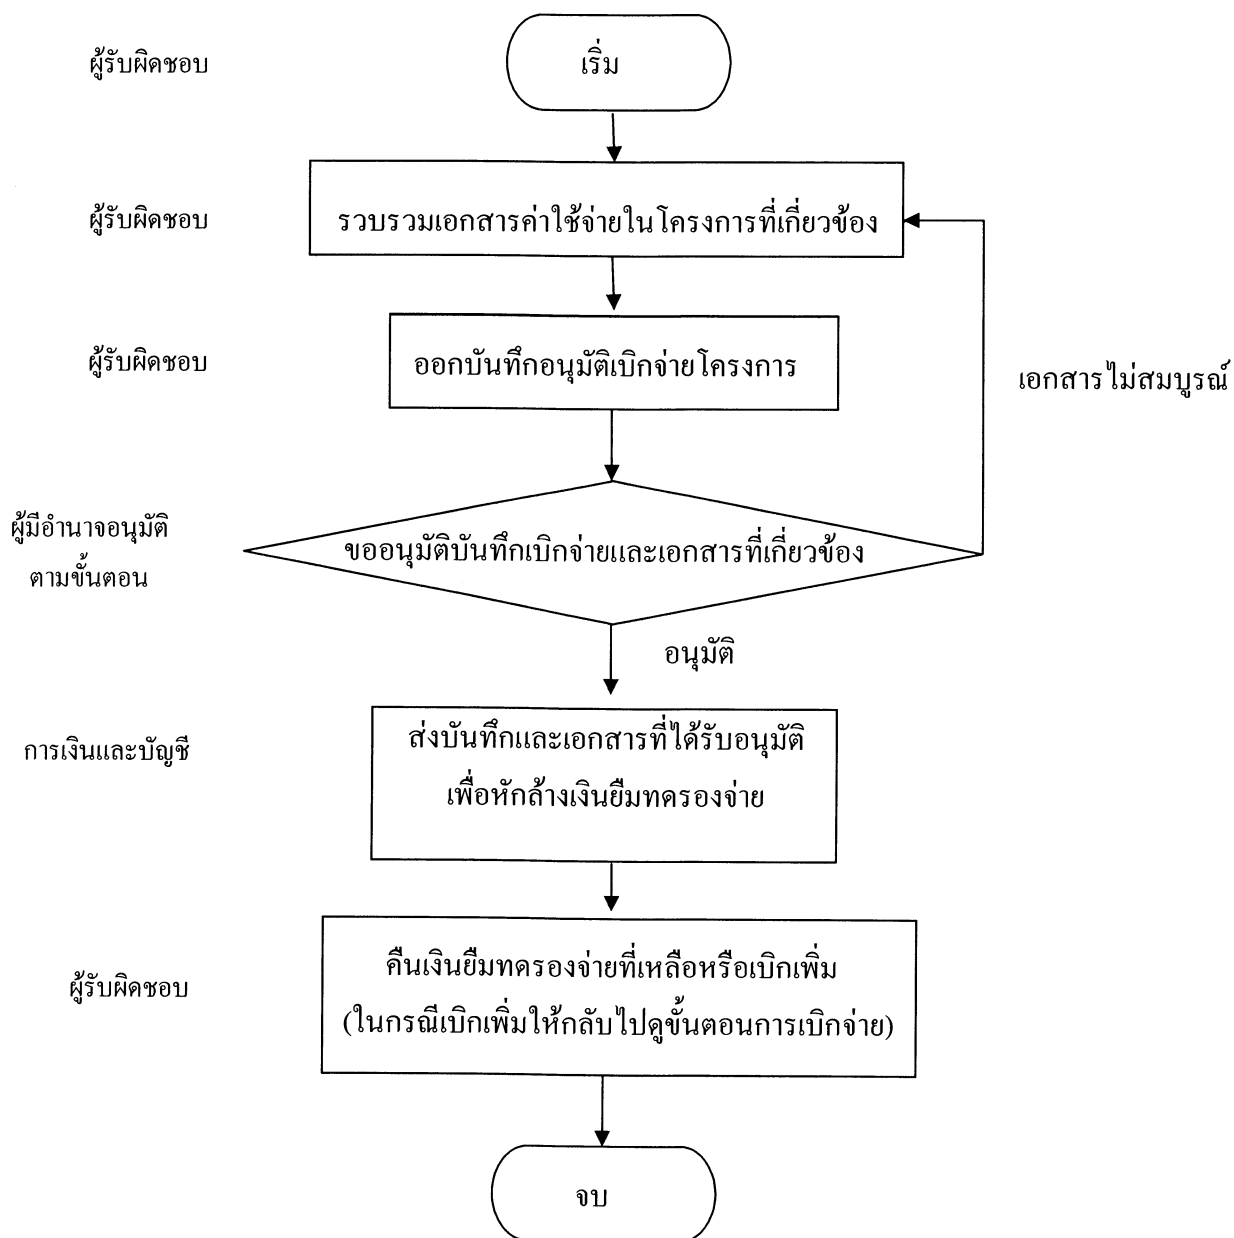 ผู้รับผิดชอบ
เริ่ม
ผู้รับผิดชอบ
รวบรวมเอกสารค่าใช้จ่ายในโครงการที่เกี่ยวข้อง
ผู้รับผิดชอบ
ออกบันทึกอนุมัติเบิกจ่ายโครงการ
เอกสารไม่สมบูรณ์
ผู้มีอำนาจอนุมัติ
ตามขั้นตอน
ขออนุมัติบันทึกเบิกจ่ายและเอกสารที่เกี่ยวข้อง
อนุมัติ
การเงินและบัญชี
ส่งบันทึกและเอกสารที่ได้รับอนุมัติ
เพื่อหักล้างเงินยืมทดรองจ่าย
ผู้รับผิดชอบ
คืนเงินยืมทดรองจ่ายที่เหลือหรือเบิกเพิ่ม
(ในกรณีเบิกเพิ่มให้กลับไปดูขั้นตอนการเบิกจ่าย)
จบ